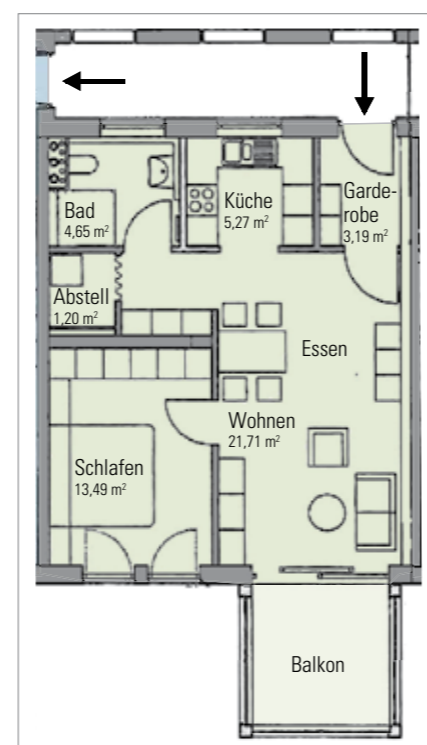 Bad
4,65 m²
Küche
5,27 m²
Garde-
robe
3,19 m²
Abstell
1,20 m²
Essen
Wohnen
21,71 m²
Schlafen
13,49 m²
Balkon